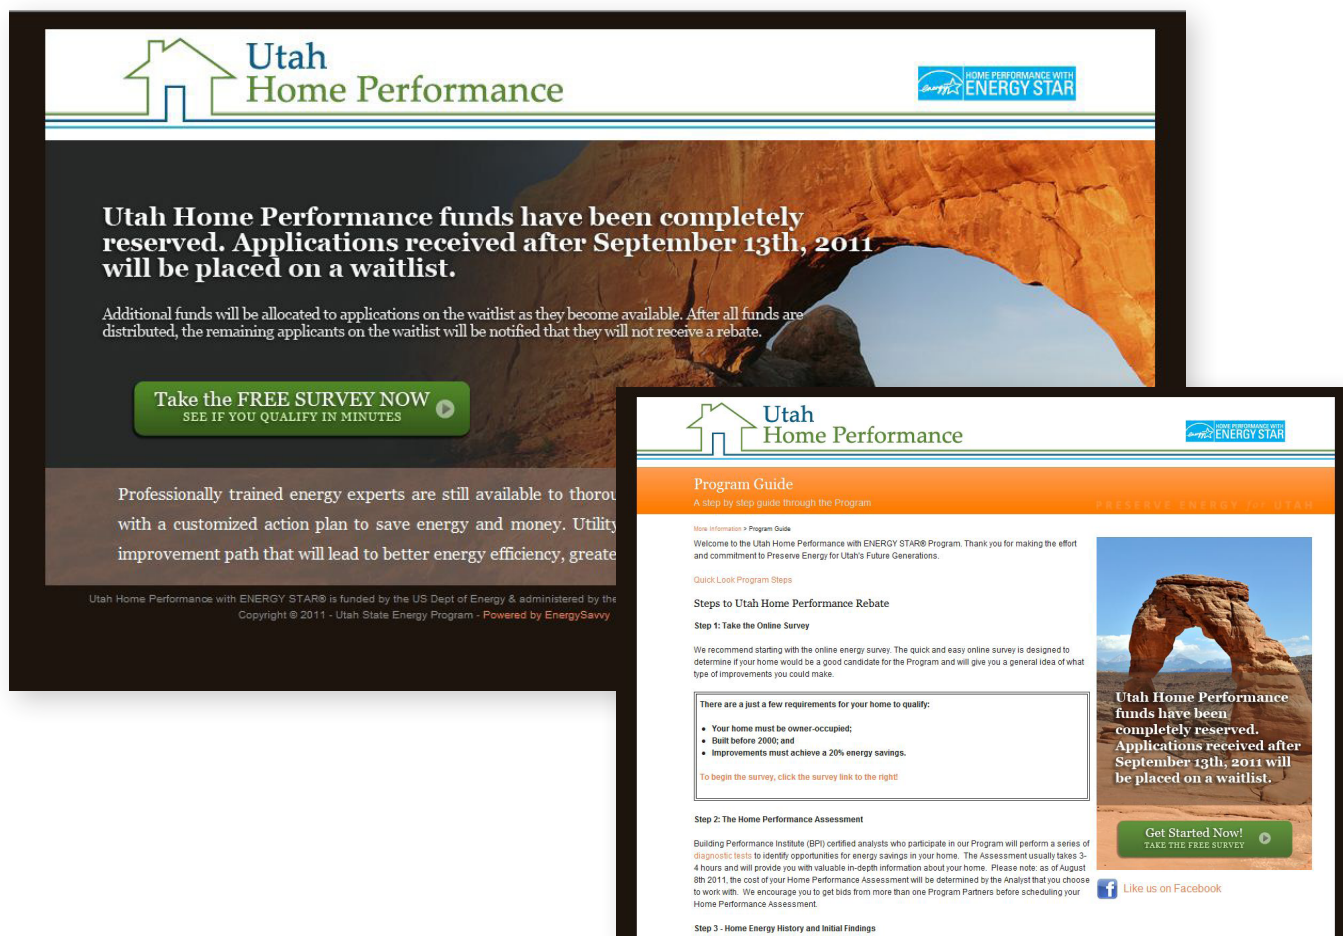 Utah
Home Performance
HOME PERFORMANCE WITH
ENERGY STAR
Utah Home Performance funds have been completely
reserved. Applications received after September 13th, 2011
will be placed on a waitlist.
Additional funds will be allocated to applications on the waitlist as they become available. After all funds are
distributed, the remaining applicants on the waitlist will be notified that they will not receive a rebate.
Take the FREE SURVEY NOW
SEE IF YOU QUALIFY IN MINUTES
Professionally trained energy experts are still available to thorou
with a customized action plan to save energy and money. Utility
improvement path that will lead to better energy efficiency, greate
Utah Home Performance with ENERGY STAR® is funded by the US Dept of Energy & administered by the
Copyright © 2011 - Utah State Energy Program - Powered by EnergySavvy
Utah
Home Performance
HOME PERFORMANCE WITH
ENERGY STAR
Program Guide
A step by step guide through the Program
PRESERVE ENERGY for UTAH
More Information > Program Guide
Welcome to the Utah Home Performance with ENERGY STAR® Program. Thank you for making the effort
and commitment to Preserve Energy for Utah's Future Generations.
Quick Look Program Steps
Steps to Utah Home Performance Rebate
Step 1: Take the Online Survey
We recommend starting with the online energy survey. The quick and easy online survey is designed to
determine if your home would be a good candidate for the Program and will give you a general idea of what
type of improvements you could make.
There are a just a few requirements for your home to qualify:
• Your home must be owner-occupied;
• Built before 2000; and
• Improvements must achieve a 20% energy savings.
To begin the survey, click the survey link to the right!
Step 2: The Home Performance Assessment
Building Performance Institute (BPI) certified analysts who participate in our Program will perform a series of
diagnostic tests to identify opportunities for energy savings in your home. The Assessment usually takes 3-
4 hours and will provide you with valuable in-depth information about your home. Please note: as of August
8th 2011, the cost of your Home Performance Assessment will be determined by the Analyst that you choose
to work with. We encourage you to get bids from more than one Program Partners before scheduling your
Home Performance Assessment.
Step 3 - Home Energy History and Initial Findings
Utah Home Performance
funds have been
completely reserved.
Applications received after
September 13th, 2011 will
be placed on a waitlist.
Get Started Now!
TAKE THE FREE SURVEY
f
Like us on Facebook